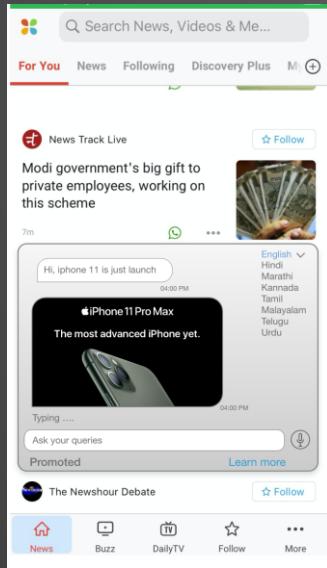 Search News, Videos & Me...
For You News Following Discovery Plus M
News Track Live
☆ Follow
Modi government's big gift to
private employees, working on
this scheme
7m
Hi, iphone 11 is just launch
04:00 PM
English
Hindi
Marathi
Kannada
Tamil
Malayalam
Telugu
Urdu
iPhone 11 Pro Max
The most advanced iPhone yet.
04:00 PM
Typing ....
Ask your queries
Promoted
Learn more
The Newshour Debate
☆ Follow
TV
News Buzz DailyTV Follow More